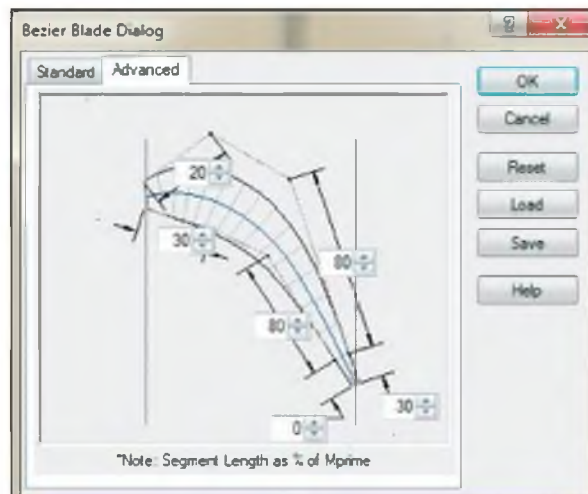 Bezier Blade Dialog
Standard
Advanced
OK
Cancel
Reset
Load
Save
Help
20
30
80
80
30
0
"Note: Segment Length as % of Mprime